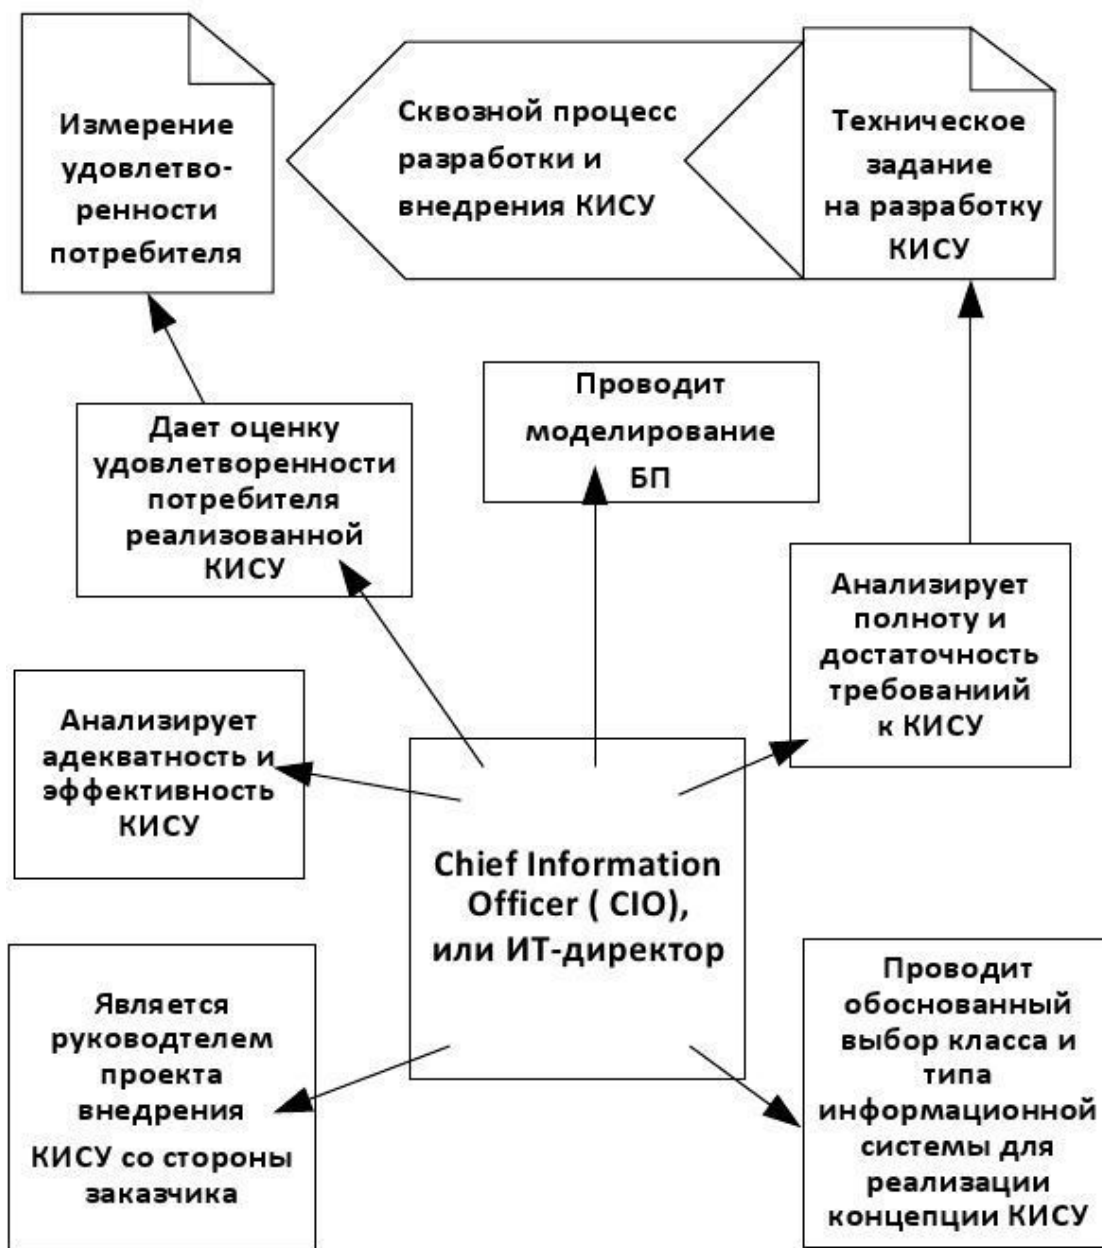 Измерение
удовлетво-
ренности
потребителя
Сквозной процесс
разработки и
внедрения КИСУ
Техническое
задание
на разработку
КИСУ
Дает оценку
удовлетворенности
потребителя
реализованной
КИСУ
Проводит
моделирование
БП
Анализирует
полноту и
достаточность
требованиий
к КИСУ
Анализирует
адекватность и
эффективность
КИСУ
Chief Information
Officer ( CIO),
или ИТ-директор
Является
руководтелем
проекта
внедрения
КИСУ со стороны
заказчика
Проводит
обоснованный
выбор класса и
типа
информационной
системы для
реализации
концепции КИСУ